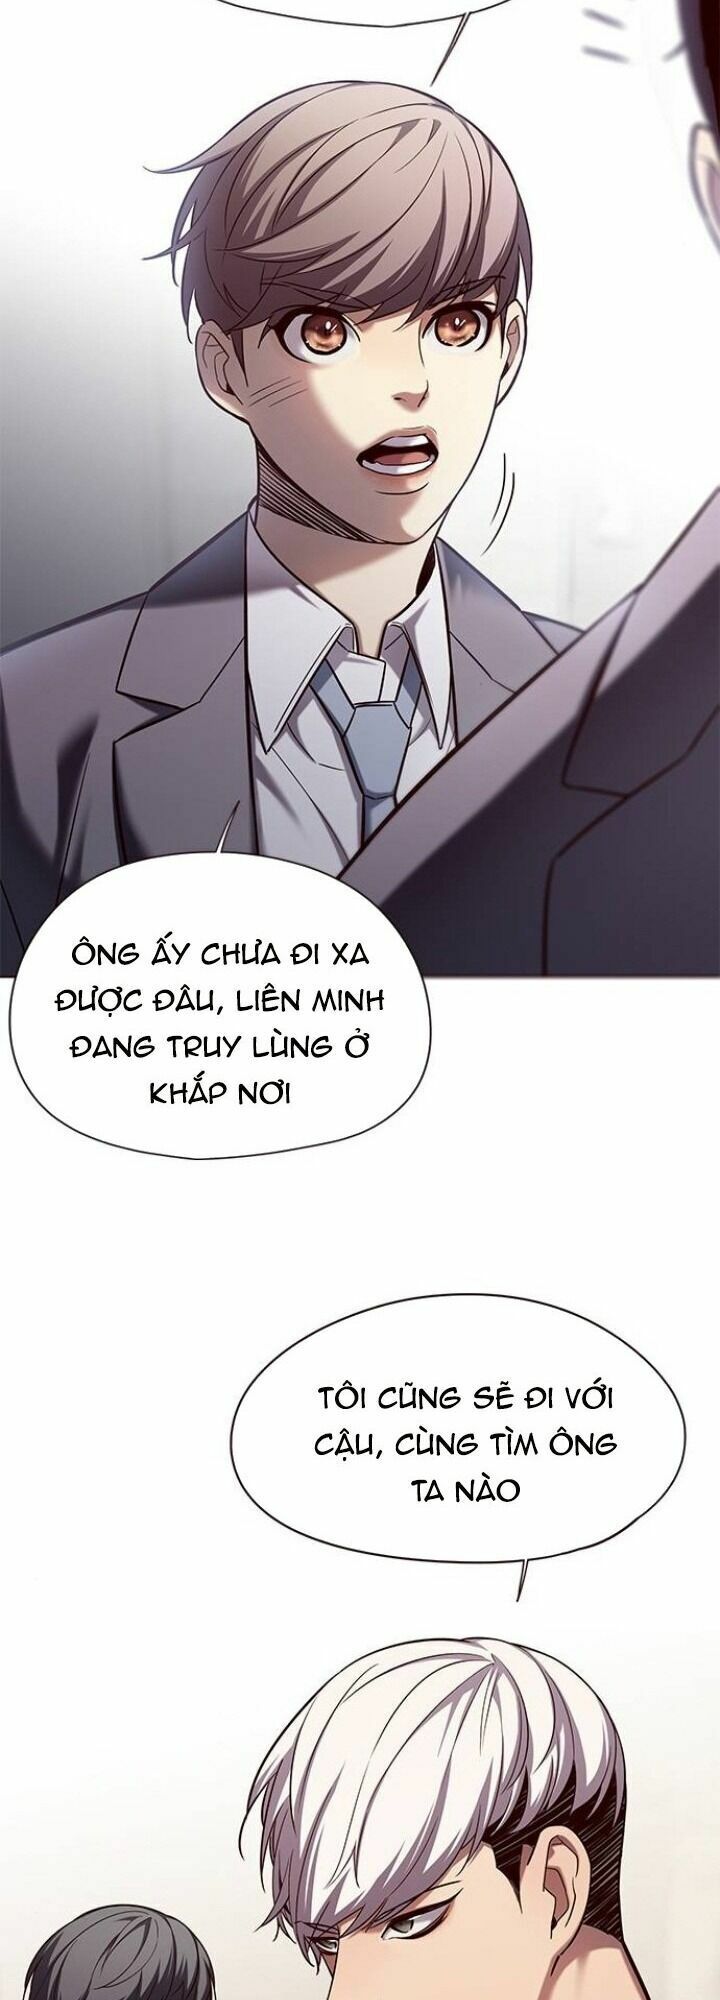 ÔNG ẤY CHƯA ĐI XA
ĐƯỢC ĐÂU, LIÊN MINH
ĐANG TRUY LÙNG Ở
KHẮP NƠI
TÔI CŨNG SẼ ĐI VỚI
CẬU, CÙNG TÌM ÔNG
TA NÀO